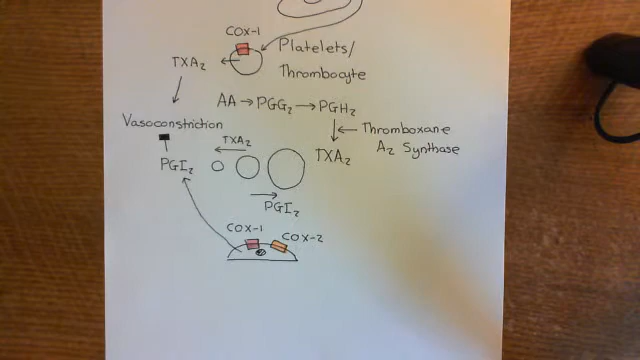 COX-1
Platelets/
Thrombocyte
TXA2
AA → PGG2 → PGH2
Vasoconstriction
Thromboxane
A2 Synthase
TXA2
TXA2
PGI2
PGI2
COX-1
COX-2